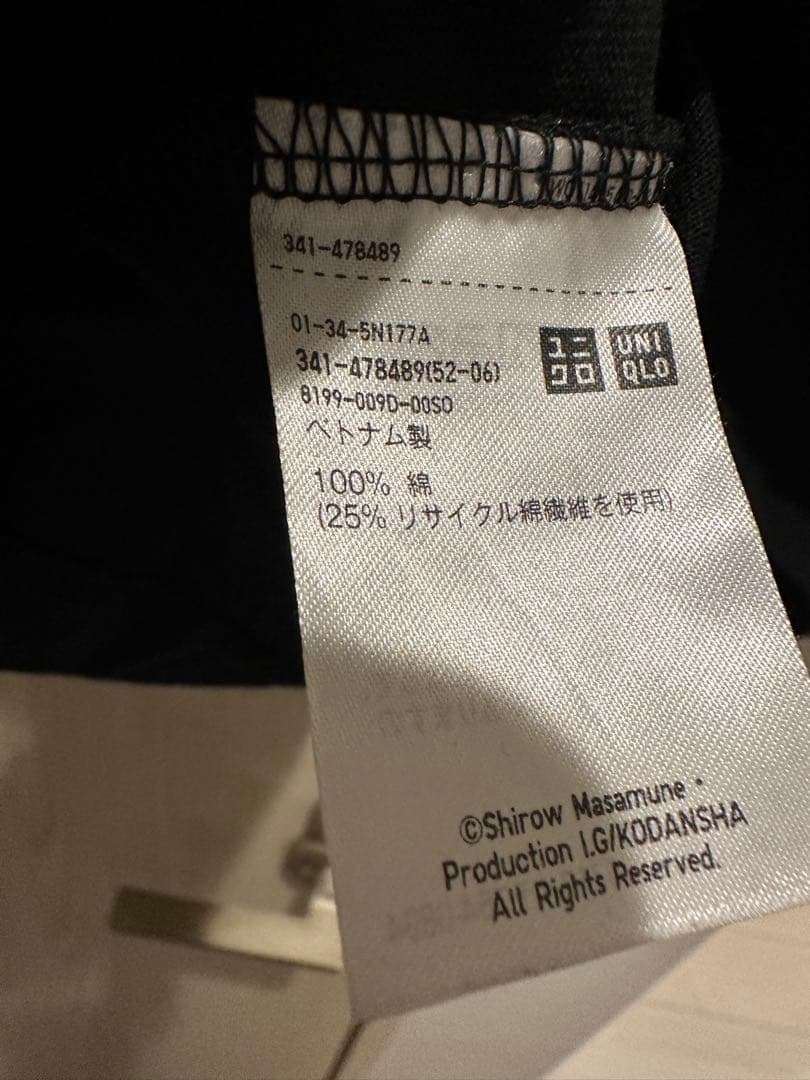 341-478489
01-34-5N177A
341-478489(52-06)
8199-009D-00SO
ユニ
クロ
UNI
QLO
ベトナム製
100% 綿
(25% リサイクル綿繊維を使用)
©Shirow Masamune・
Production I.G/KODANSHA
All Rights Reserved.